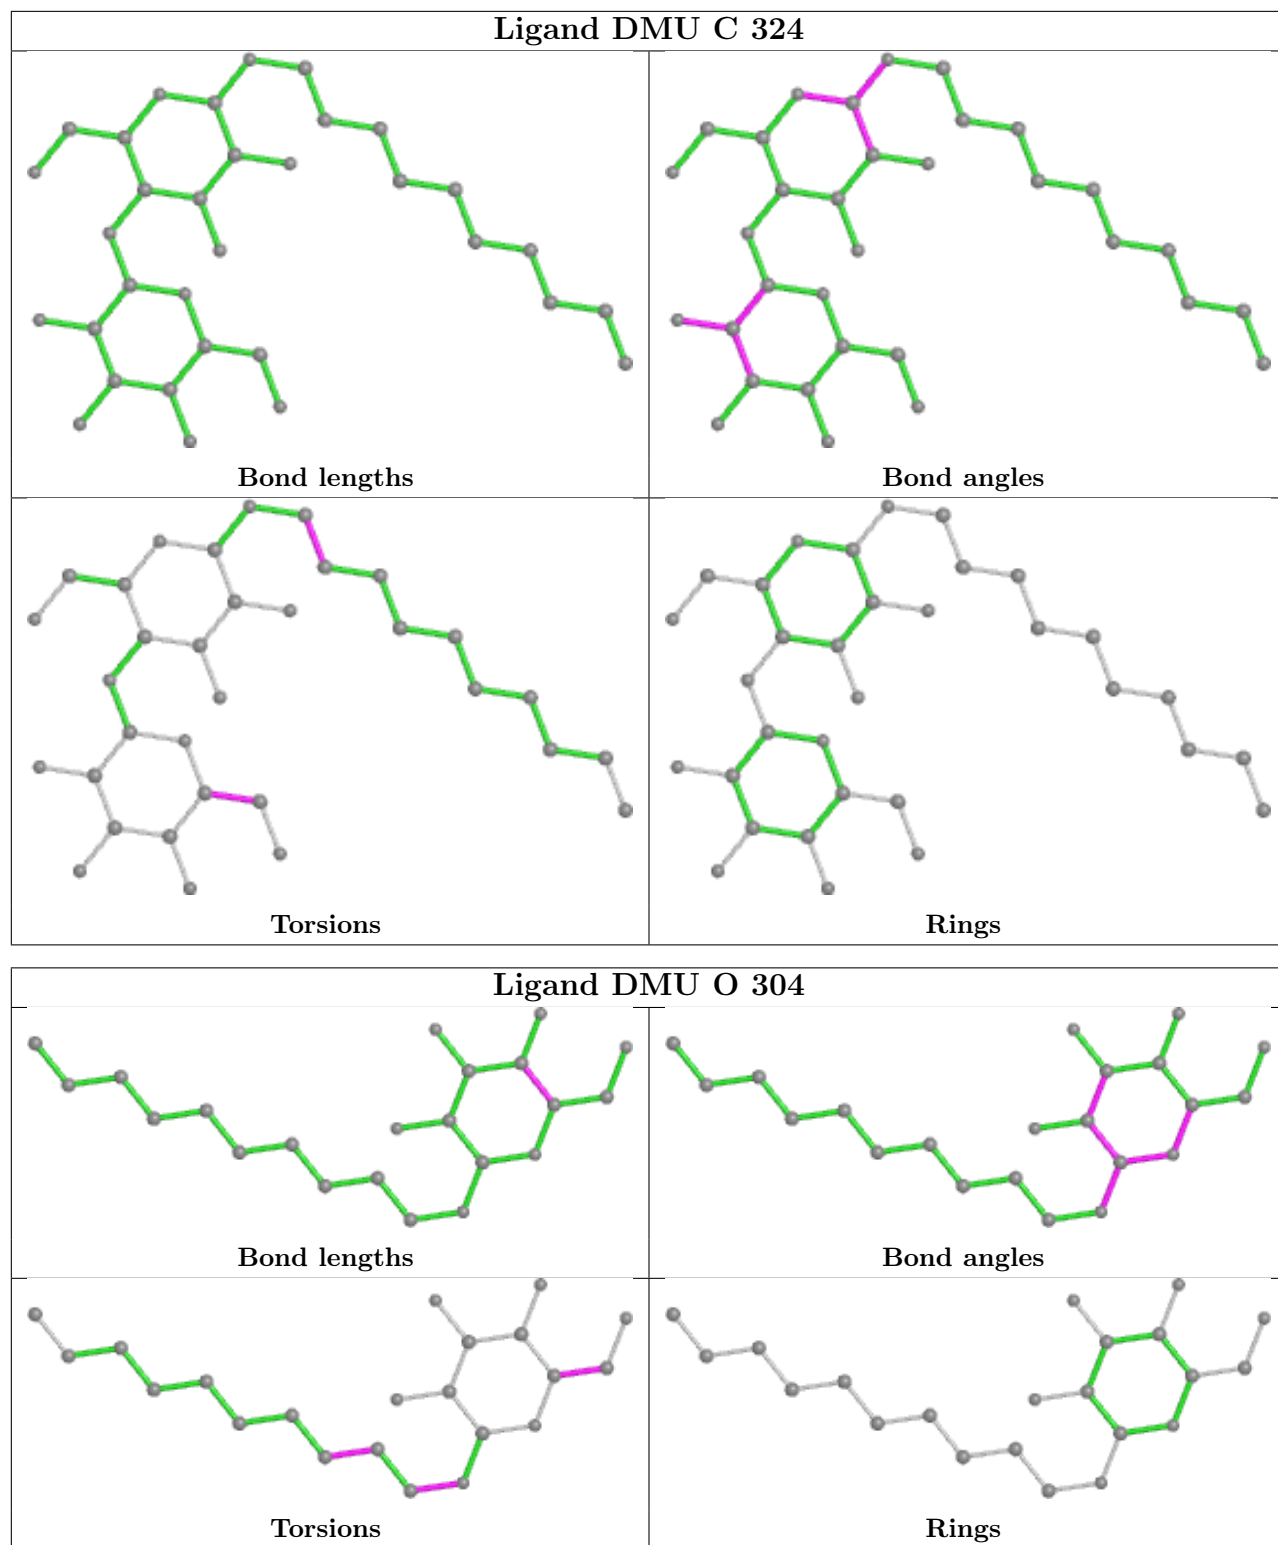 Ligand DMU C 324
Bond lengths
Bond angles
Torsions
Rings
Ligand DMU O 304
Bond lengths
Bond angles
Torsions
Rings